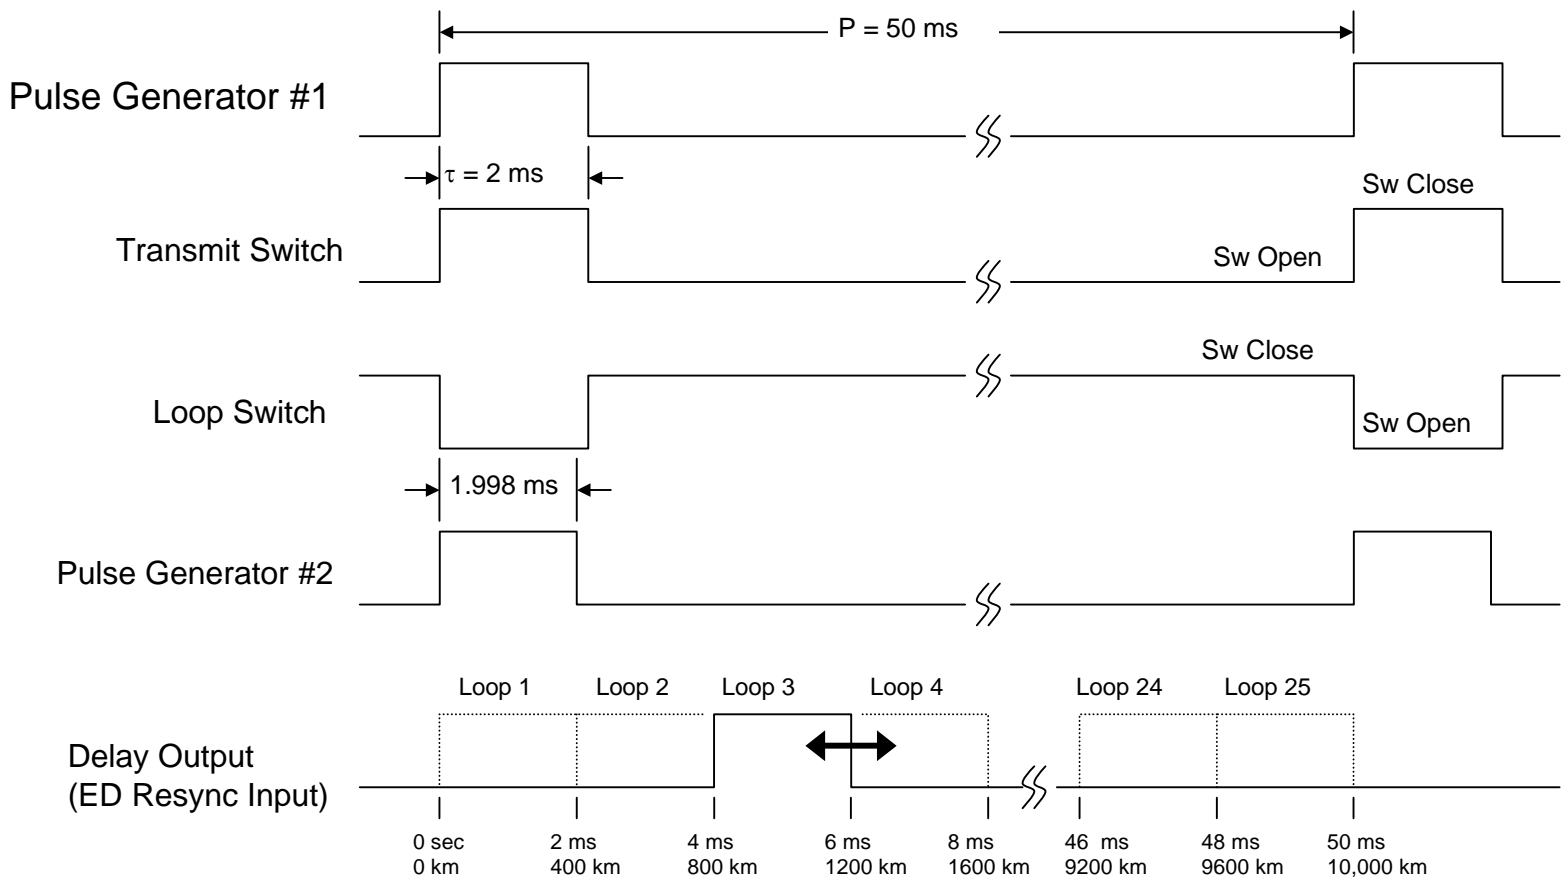 P = 50 ms
Pulse Generator #1
τ = 2 ms
Sw Close
Transmit Switch
Sw Open
Sw Close
Loop Switch
Sw Open
1.998 ms
Pulse Generator #2
Loop 1 Loop 2 Loop 3 Loop 4 Loop 24 Loop 25
Delay Output
(ED Resync Input)
0 sec 2 ms 4 ms 6 ms 8 ms 46 ms 48 ms 50 ms
0 km 400 km 800 km 1200 km 1600 km 9200 km 9600 km 10,000 km